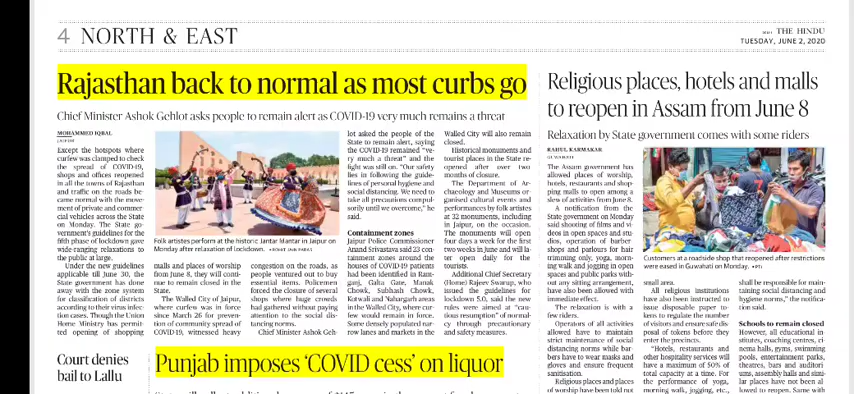 4 NORTH & EAST
THE HINDU
TUESDAY, JUNE 2, 2020
Rajasthan back to normal as most curbs go
Chief Minister Ashok Gehlot asks people to remain alert as COVID-19 very much remains a threat
MOHAMMED IQBAL
JAIPUR
Except the hotspots where
curfew was clamped to check
the spread of COVID-19,
shops and offices reopened
in all the towns of Rajasthan
and traffic on the roads be-
came normal with the move-
ment of private and commer-
cial vehicles across the State
on Monday. The State go-
vernment's guidelines for the
fifth phase of lockdown gave
wide-ranging relaxations to
the public at large.
Under the new guidelines
applicable till June 30, the
State government has done
away with the zone system
for classification of districts
according to their virus infec-
tion cases. Though the Union
Home Ministry has permit-
ted opening of shopping
Folk artistes perform at the historic Jantar Mantar in Jaipur on
Monday after relaxation of lockdown. ROHIT JAIN PARAS
malls and places of worship
from June 8, they will conti-
nue to remain closed in the
State.
The Walled City of Jaipur,
where curfew was in force
since March 26 for preven-
tion of community spread of
COVID-19, witnessed heavy
congestion on the roads, as
people ventured out to buy
essential items. Policemen
forced the closure of several
shops where huge crowds
had gathered without paying
attention to the social dis-
tancing norms.
Chief Minister Ashok Geh-
lot asked the people of the
State to remain alert, saying
the COVID-19 remained "ve-
ry much a threat" and the
fight was still on. "Our safety
lies in following the guide-
lines of personal hygiene and
social distancing. We need to
take all precautions compul-
sorily until we overcome," he
said.
Containment zones
Jaipur Police Commissioner
Anand Srivastava said 23 con-
tainment zones around the
houses of COVID-19 patients
had been identified in Ram-
ganj, Galta Gate, Manak
Chowk, Subhash Chowk,
Kotwali and Nahargarh areas
in the Walled City, where cur-
few would remain in force.
Some densely populated nar-
row lanes and markets in the
Walled City will also remain
closed.
Historical monuments and
tourist places in the State re-
opened after over two
months of closure.
The Department of Ar-
chaeology and Museums or-
ganised cultural events and
performances by folk artistes
at 32 monuments, including
in Jaipur, on the occasion.
The monuments will open
four days a week for the first
two weeks in June and will la-
ter open daily for the
tourists.
Additional Chief Secretary
(Home) Rajeev Swarup, who
issued the guidelines for
lockdown 5.0, said the new
rules were aimed at "cau-
tious resumption" of normal-
cy through precautionary
and safety measures.
Religious places, hotels and malls
to reopen in Assam from June 8
Relaxation by State government comes with some riders
RAHUL KARMAKAR
GUWAHATI
The Assam government has
allowed places of worship,
hotels, restaurants and shop-
ping malls to open among a
slew of activities from June 8.
A notification from the
State government on Monday
said shooting of films and vi-
deos in open spaces and stu-
dios, operation of barber
shops and parlours for hair
trimming only, yoga, morn-
ing walk and jogging in open
spaces and public parks with-
out any sitting arrangement,
have also been allowed with
immediate effect.
The relaxation is with a
few riders.
Operators of all activities
allowed have to maintain
strict maintenance of social
distancing norms while bar-
bers have to wear masks and
gloves and ensure frequent
sanitisation.
Religious places and places
of worship have been told not
Customers at a roadside shop that reopened after restrictions
were eased in Guwahati on Monday. PTI
small area.
All religious institutions
have also been instructed to
issue disposable paper to-
kens to regulate the number
of visitors and ensure safe dis-
posal of tokens before they
enter the precincts.
"Hotels, restaurants and
other hospitality services will
have a maximum of 50% of
total capacity at a time. For
the performance of yoga,
morning walk, jogging, etc.,
shall be responsible for main-
taining social distancing and
hygiene norms," the notifica-
tion said.
Schools to remain closed
However, all educational in-
stitutes, coaching centres, ci-
nema halls, gyms, swimming
pools, entertainment parks,
theatres, bars and auditori-
ums, assembly halls and simi-
lar places have not been al-
lowed to reopen. Same with
Court denies
bail to Lallu
Punjab imposes 'COVID cess' on liquor